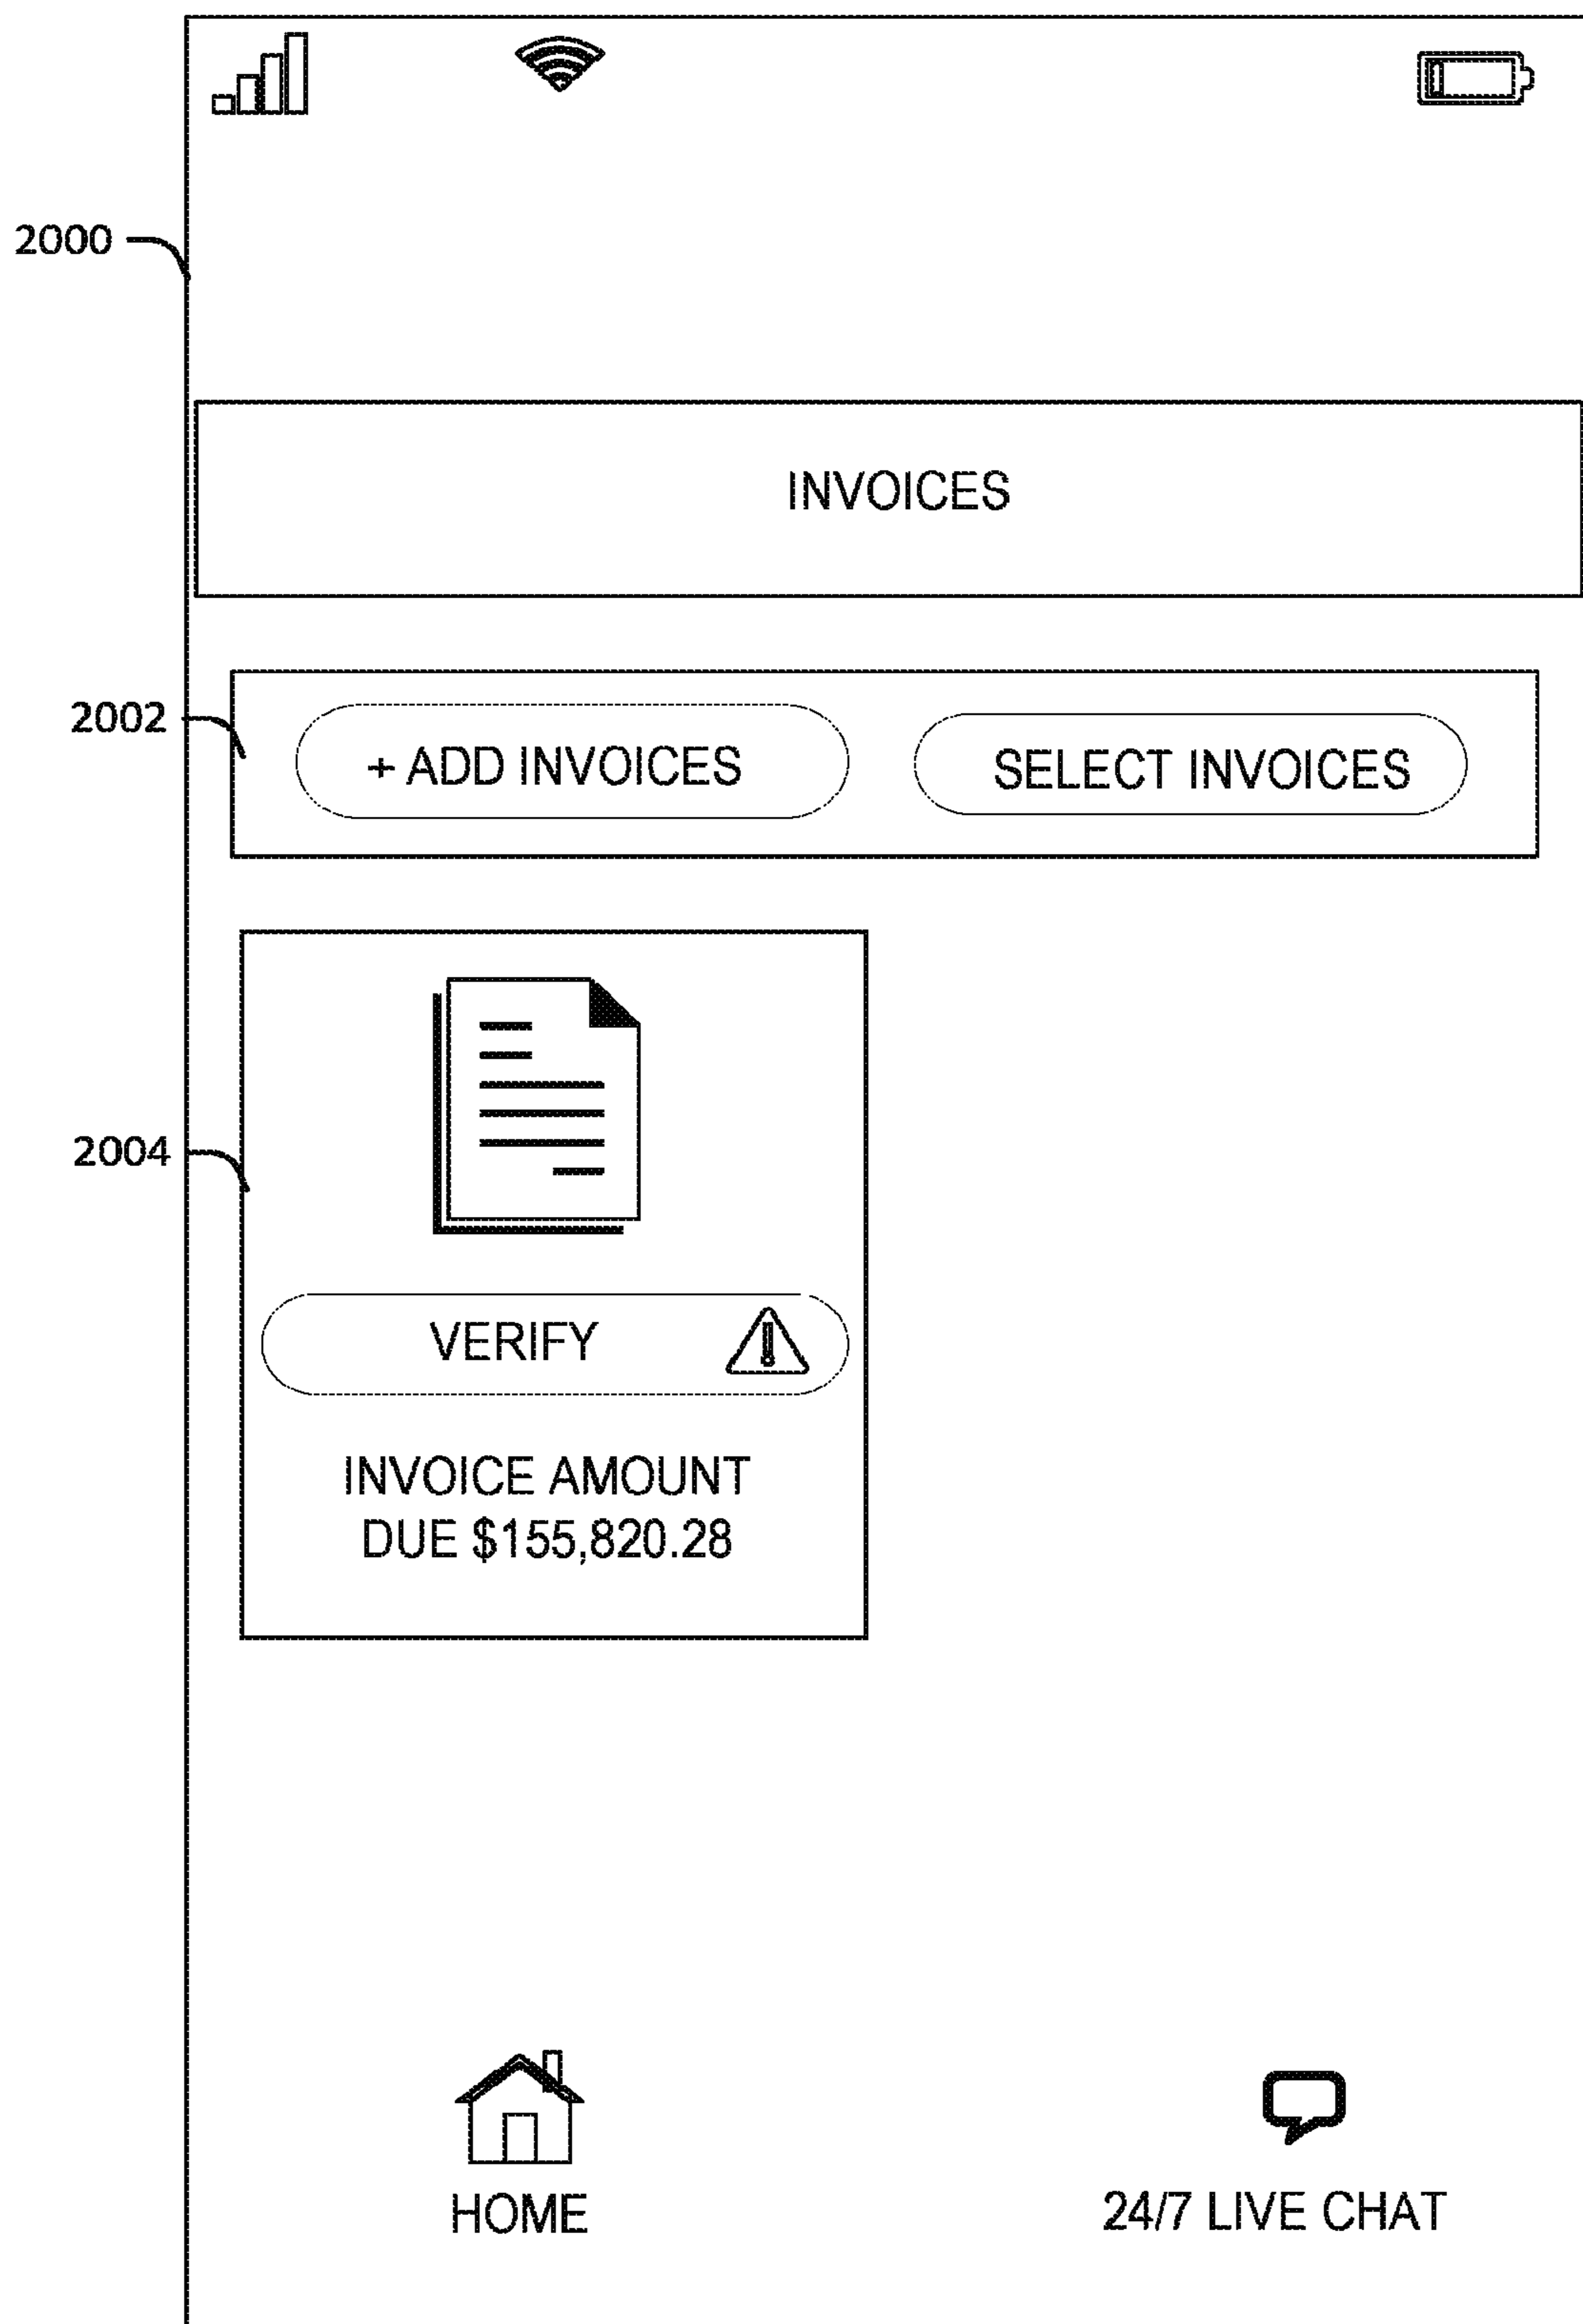 2000
INVOICES
2002
+ ADD INVOICES
SELECT INVOICES
2004
VERIFY
INVOICE AMOUNT
DUE $155,820.28
HOME
24/7 LIVE CHAT